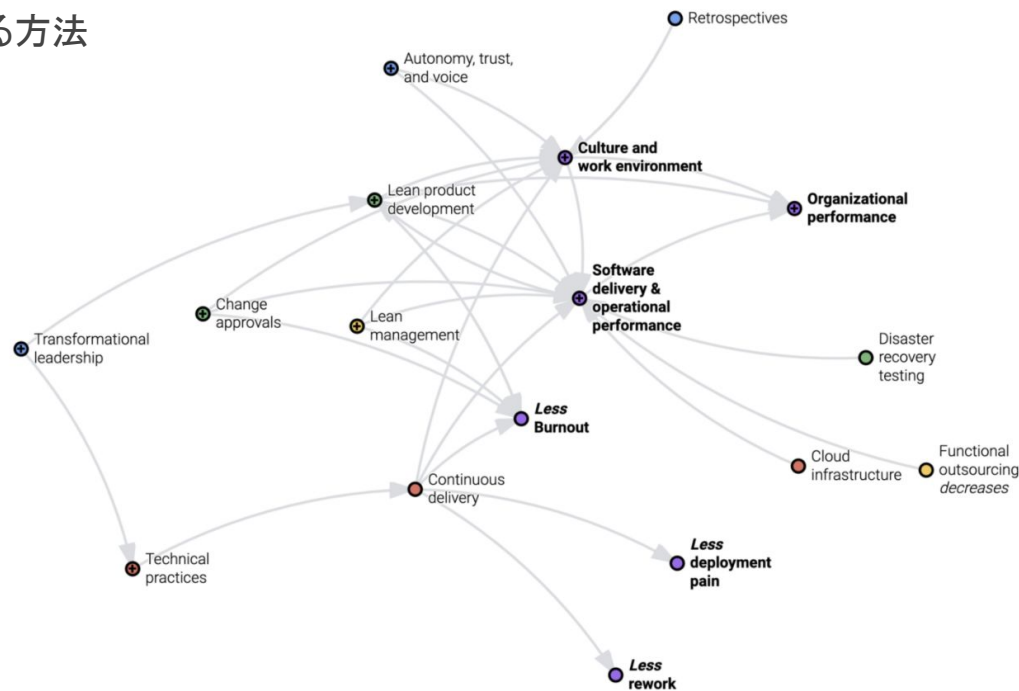 る方法
Retrospectives
Autonomy, trust,
and voice
Culture and
work environment
Lean product
development
Organizational
performance
Software
delivery &
operational
performance
Change
approvals
Lean
management
Transformational
leadership
Disaster
recovery
testing
Less
Burnout
Cloud
infrastructure
Functional
outsourcing
decreases
Continuous
delivery
Less
deployment
pain
Technical
practices
Less
rework